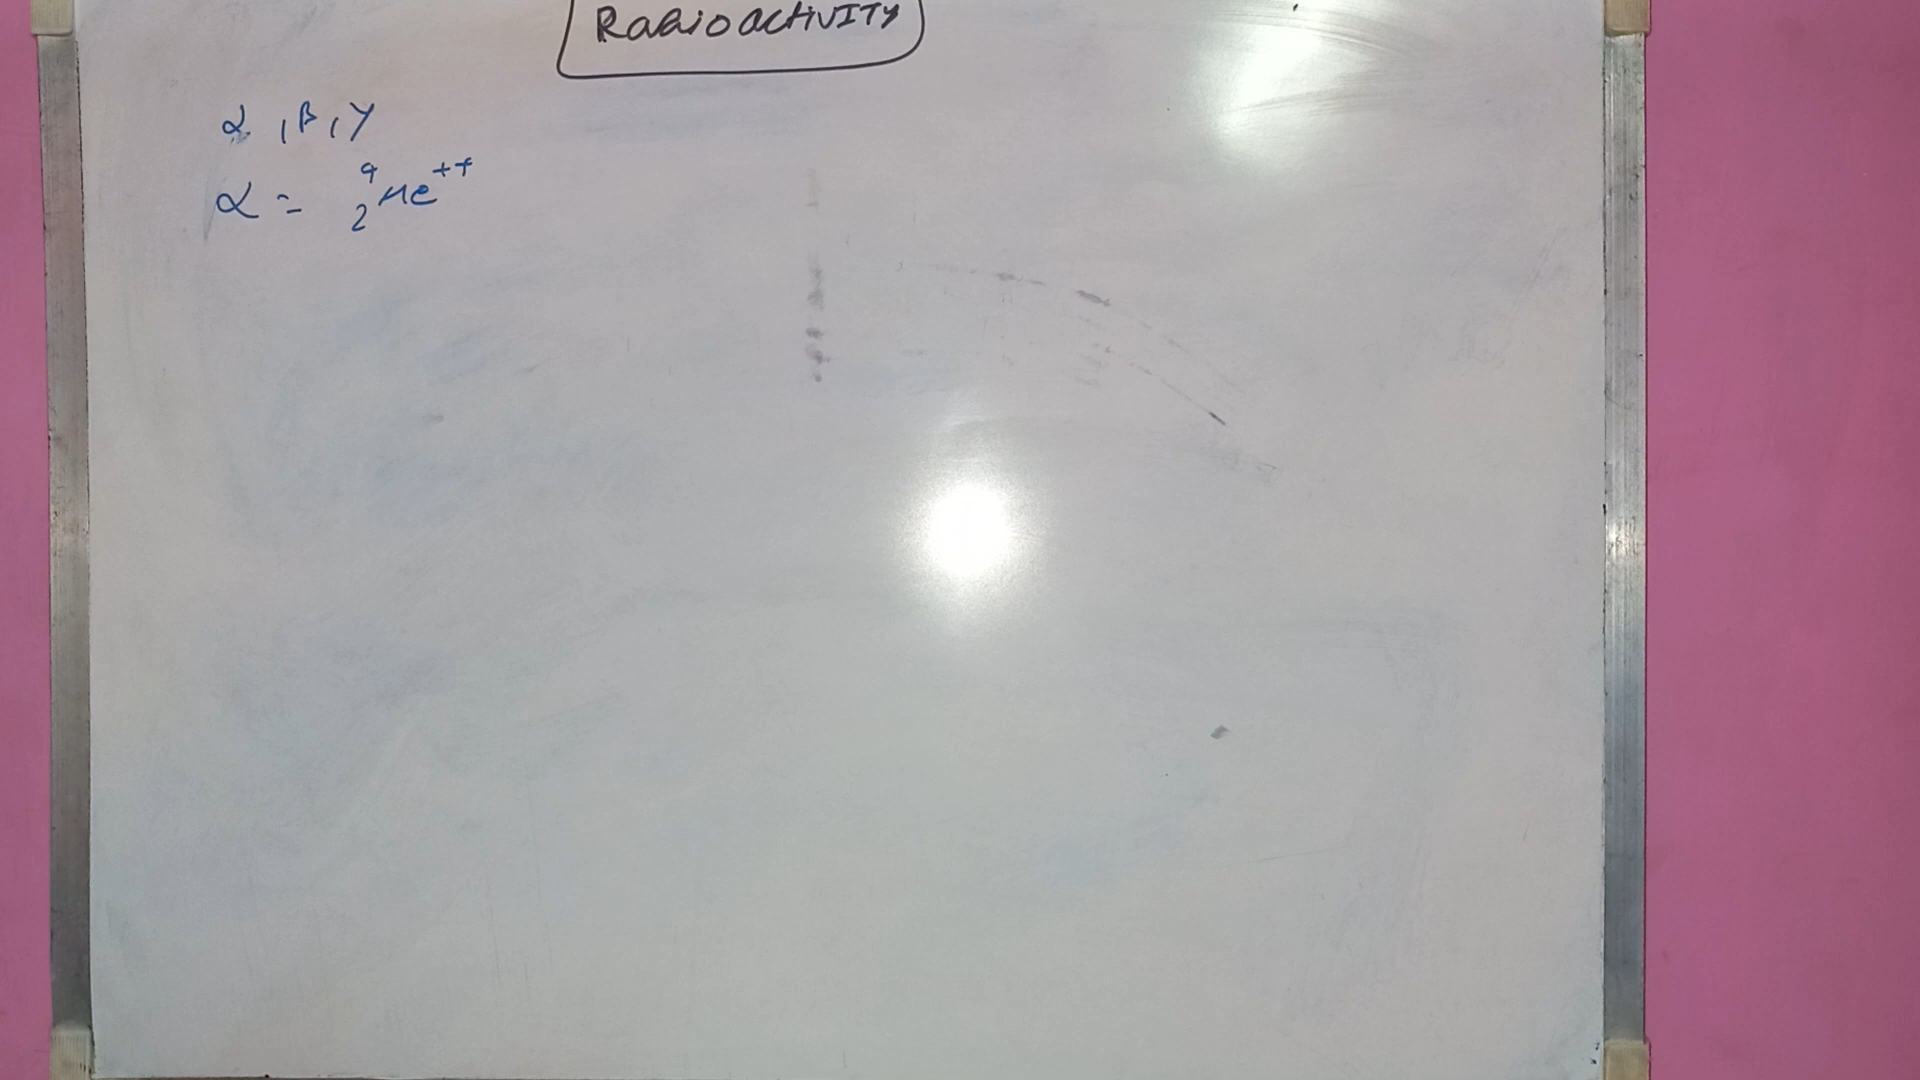 RadioactivITy
α, β, γ
α = ⁴₂He⁺⁺